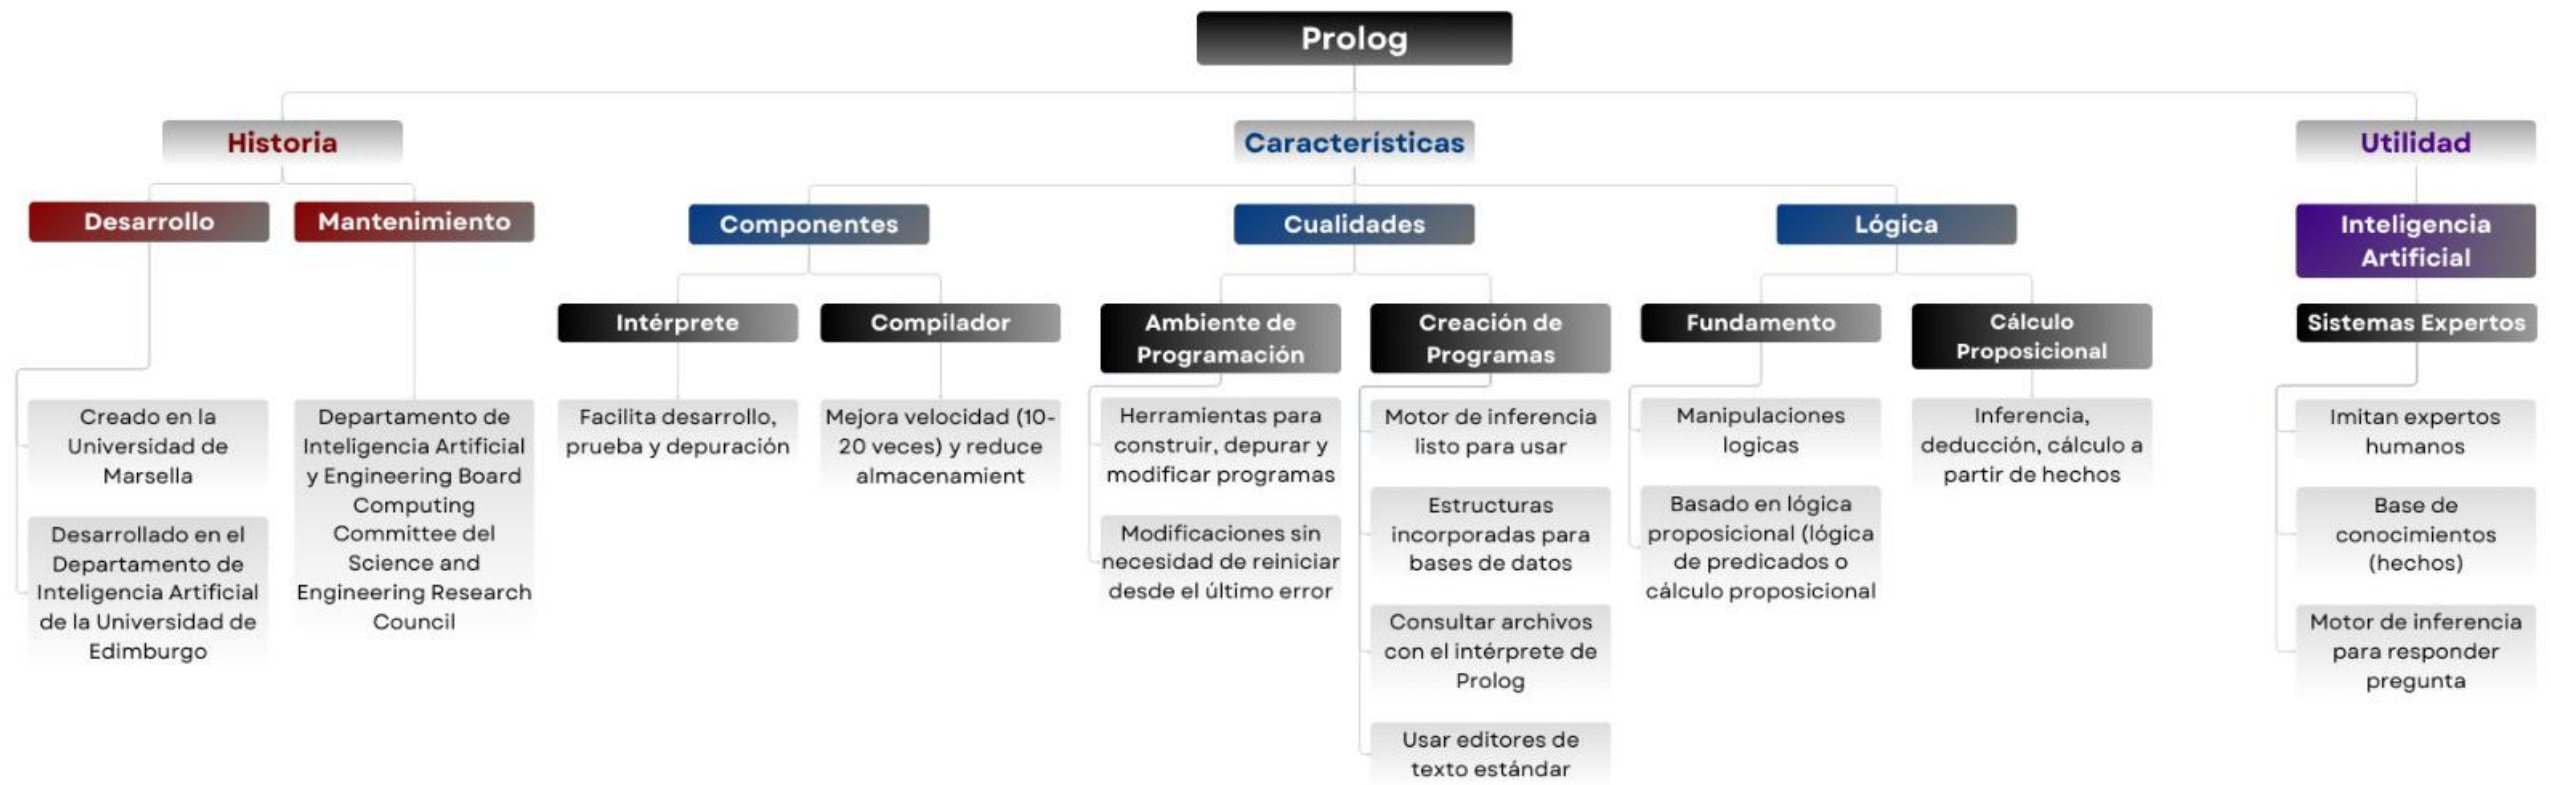 Prolog
Historia
Desarrollo
Creado en la
Universidad de
Marsella
Desarrollado en el
Departamento de
Inteligencia Artificial
de la Universidad de
Edimburgo
Mantenimiento
Departamento de
Inteligencia Artificial
y Engineering Board
Computing
Committee del
Science and
Engineering Research
Council
Características
Componentes
Intérprete
Facilita desarrollo,
prueba y depuración
Compilador
Mejora velocidad (10-
20 veces) y reduce
almacenamient
Cualidades
Ambiente de
Programación
Herramientas para
construir, depurar y
modificar programas
Modificaciones sin
necesidad de reiniciar
desde el último error
Creación de
Programas
Motor de inferencia
listo para usar
Estructuras
incorporadas para
bases de datos
Consultar archivos
con el intérprete de
Prolog
Usar editores de
texto estándar
Lógica
Fundamento
Manipulaciones
logicas
Basado en lógica
proposicional (lógica
de predicados o
cálculo proposicional
Cálculo
Proposicional
Inferencia,
deducción, cálculo a
partir de hechos
Utilidad
Inteligencia
Artificial
Sistemas Expertos
Imitan expertos
humanos
Base de
conocimientos
(hechos)
Motor de inferencia
para responder
pregunta